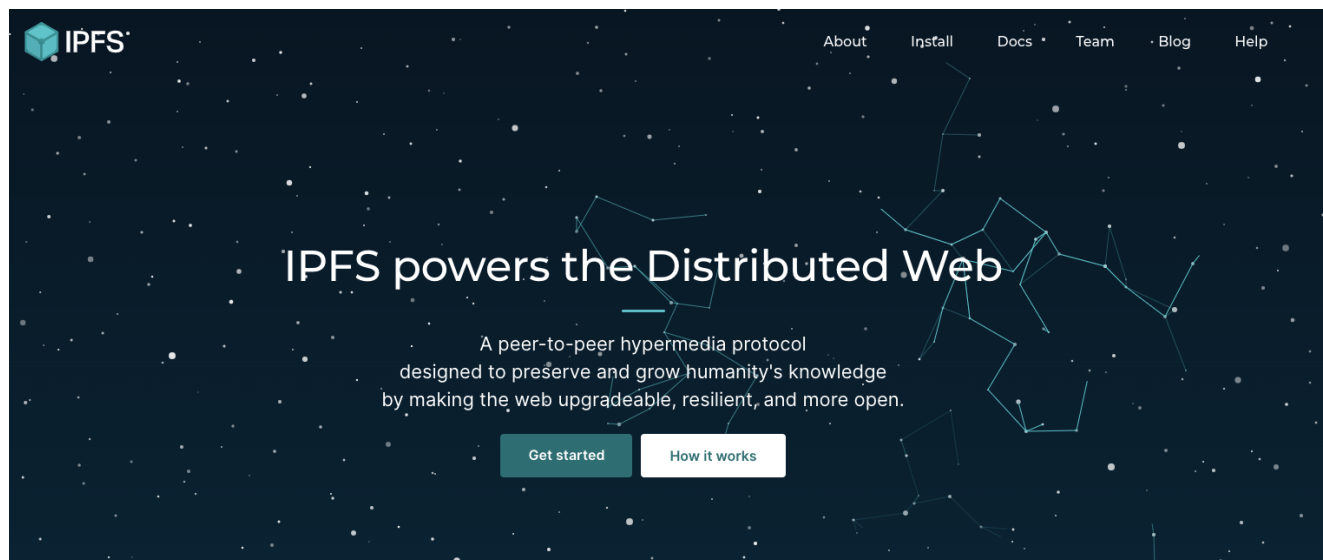 IPFS
About Install Docs Team Blog Help
IPFS powers the Distributed Web
A peer-to-peer hypermedia protocol
designed to preserve and grow humanity's knowledge
by making the web upgradeable, resilient, and more open.
Get started
How it works